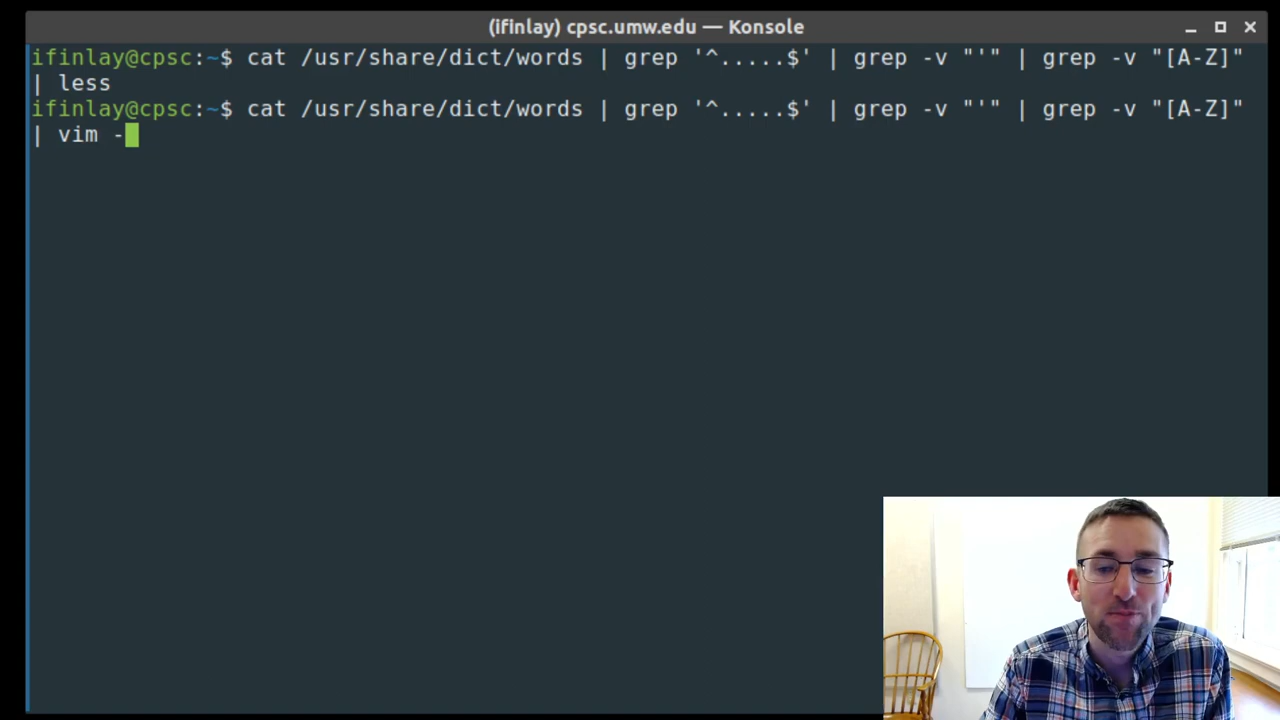 (ifinlay) cpsc.umw.edu — Konsole
ifinlay@cpsc:~$ cat /usr/share/dict/words | grep '^.....$' | grep -v "'" | grep -v "[A-Z]"
| less
ifinlay@cpsc:~$ cat /usr/share/dict/words | grep '^.....$' | grep -v "'" | grep -v "[A-Z]"
| vim -